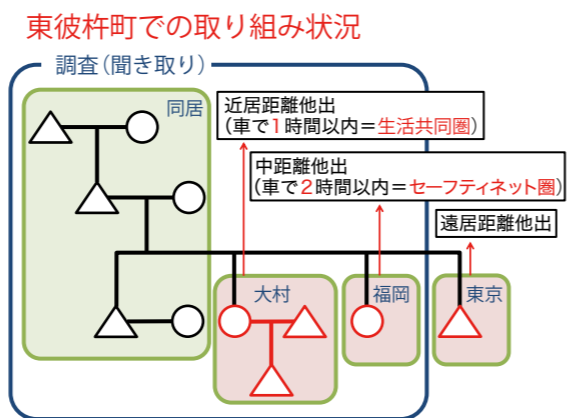 東彼杵町での取り組み状況
調査(聞き取り)
同居
近居距離他出
(車で1時間以内=生活共同圏)
中距離他出
(車で2時間以内=セーフティネット圏)
遠居距離他出
大村
福岡
東京